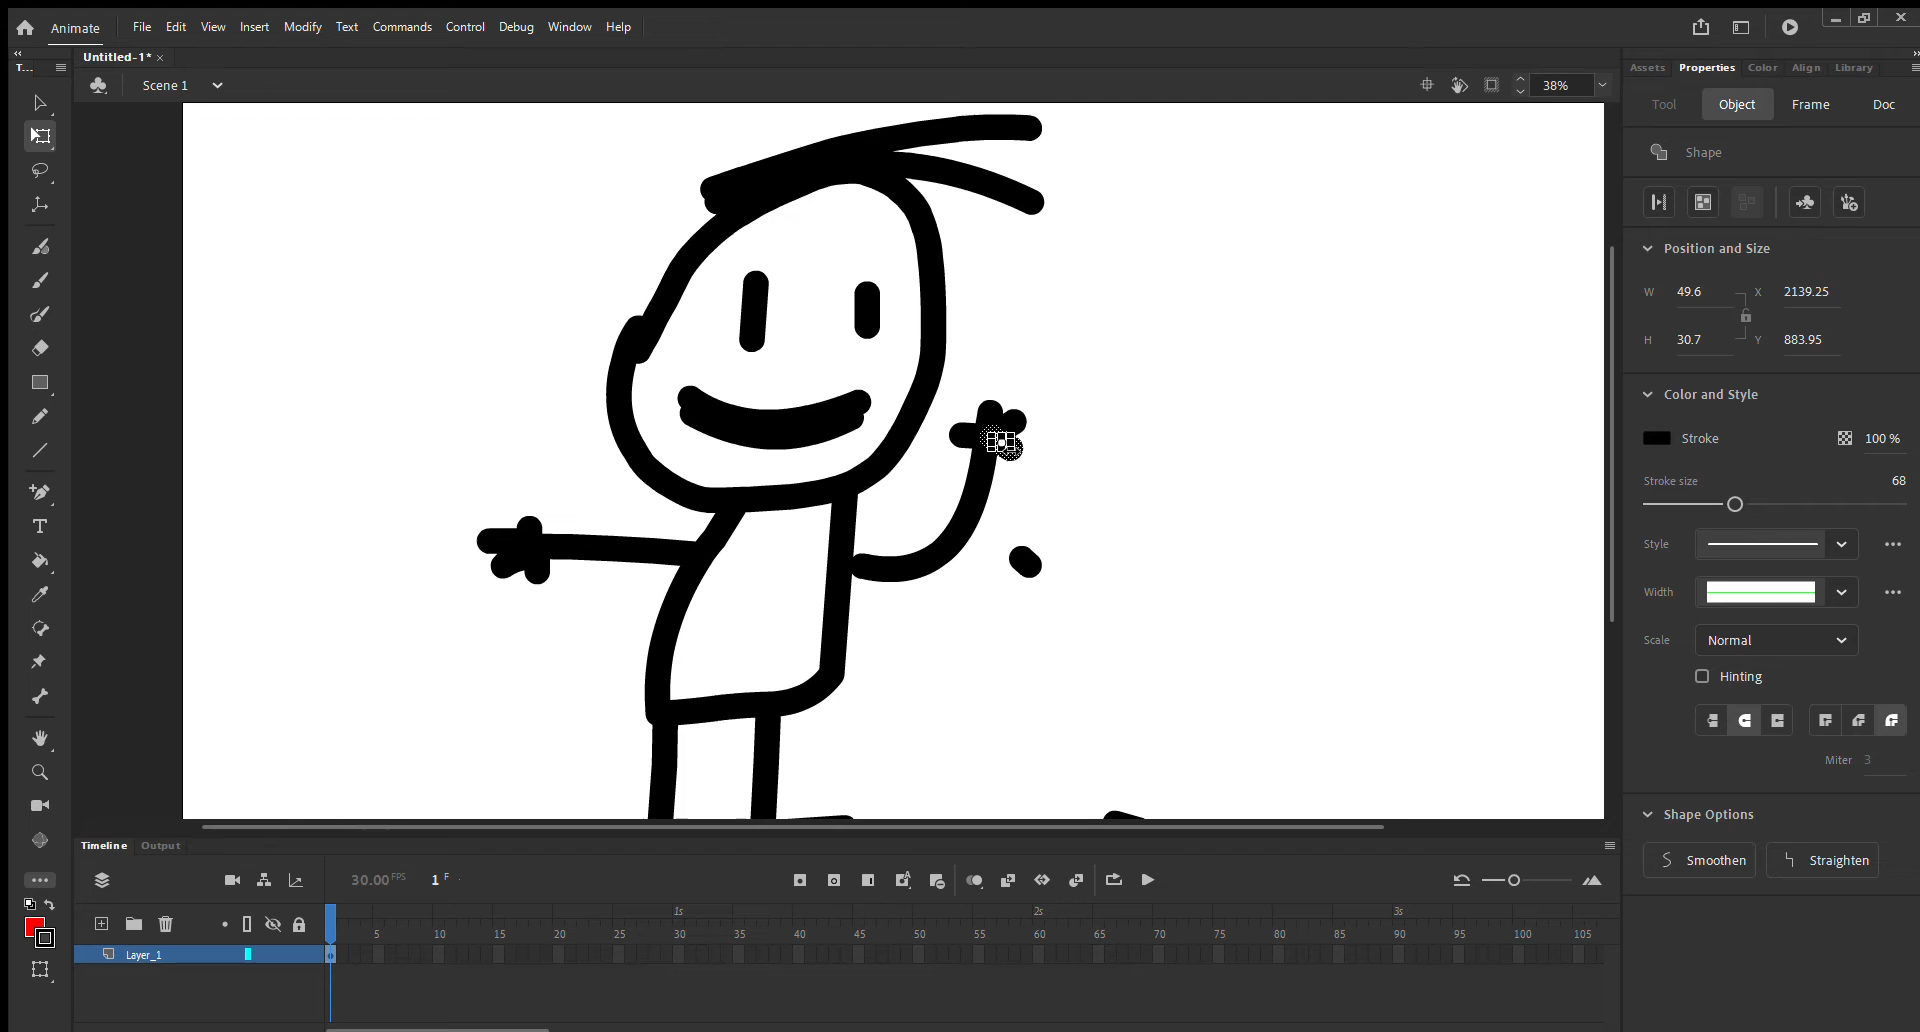 Animate File Edit View Insert Modify Text Commands Control Debug Window Help
Untitled-1*
T...
Scene 1
38%
Assets Properties Color Align Library
Tool Object Frame Doc
Shape
Position and Size
W 49.6 X 2139.25
H 30.7 Y 883.95
Color and Style
Stroke 100 %
Stroke size 68
Style
Width
Scale Normal
Hinting
Miter 3
Shape Options
Smoothen Straighten
Timeline Output
30.00 FPS 1 F
1s 2s 3s
5 10 15 20 25 30 35 40 45 50 55 60 65 70 75 80 85 90 95 100 105
Layer_1